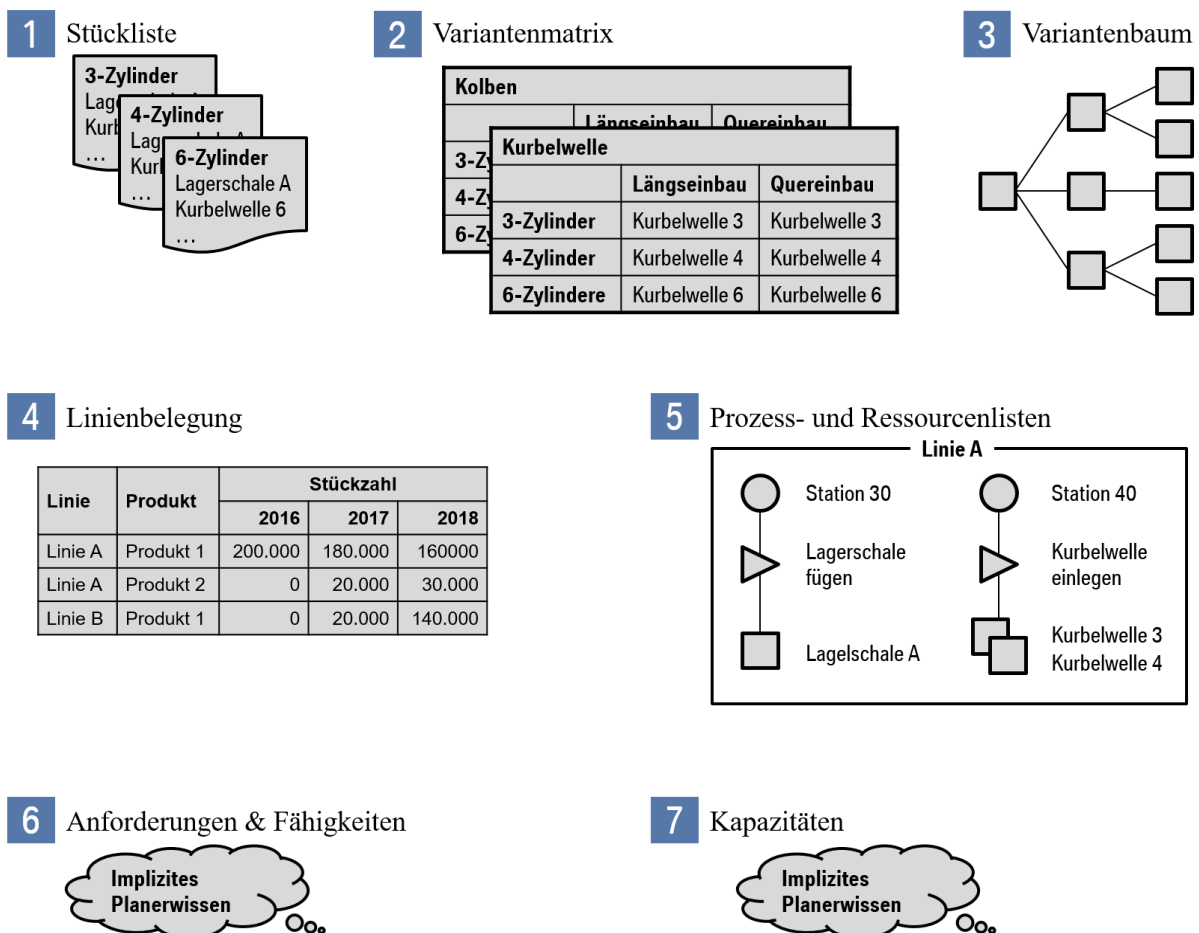 1 Stückliste
3-Zylinder
4-Zylinder
6-Zylinder
Lagerschale A
Kurbelwelle 6
…
2 Variantenmatrix
Kolben
Längseinbau Quereinbau
Kurbelwelle
Längseinbau Quereinbau
3-Zylinder Kurbelwelle 3 Kurbelwelle 3
4-Zylinder Kurbelwelle 4 Kurbelwelle 4
6-Zylindere Kurbelwelle 6 Kurbelwelle 6
3 Variantenbaum
4 Linienbelegung
Linie Produkt Stückzahl
2016 2017 2018
Linie A Produkt 1 200.000 180.000 160000
Linie A Produkt 2 0 20.000 30.000
Linie B Produkt 1 0 20.000 140.000
5 Prozess- und Ressourcenlisten
Linie A
Station 30
Lagerschale
fügen
Lagelschale A
Station 40
Kurbelwelle
einlegen
Kurbelwelle 3
Kurbelwelle 4
6 Anforderungen & Fähigkeiten
Implizites
Planerwissen
7 Kapazitäten
Implizites
Planerwissen